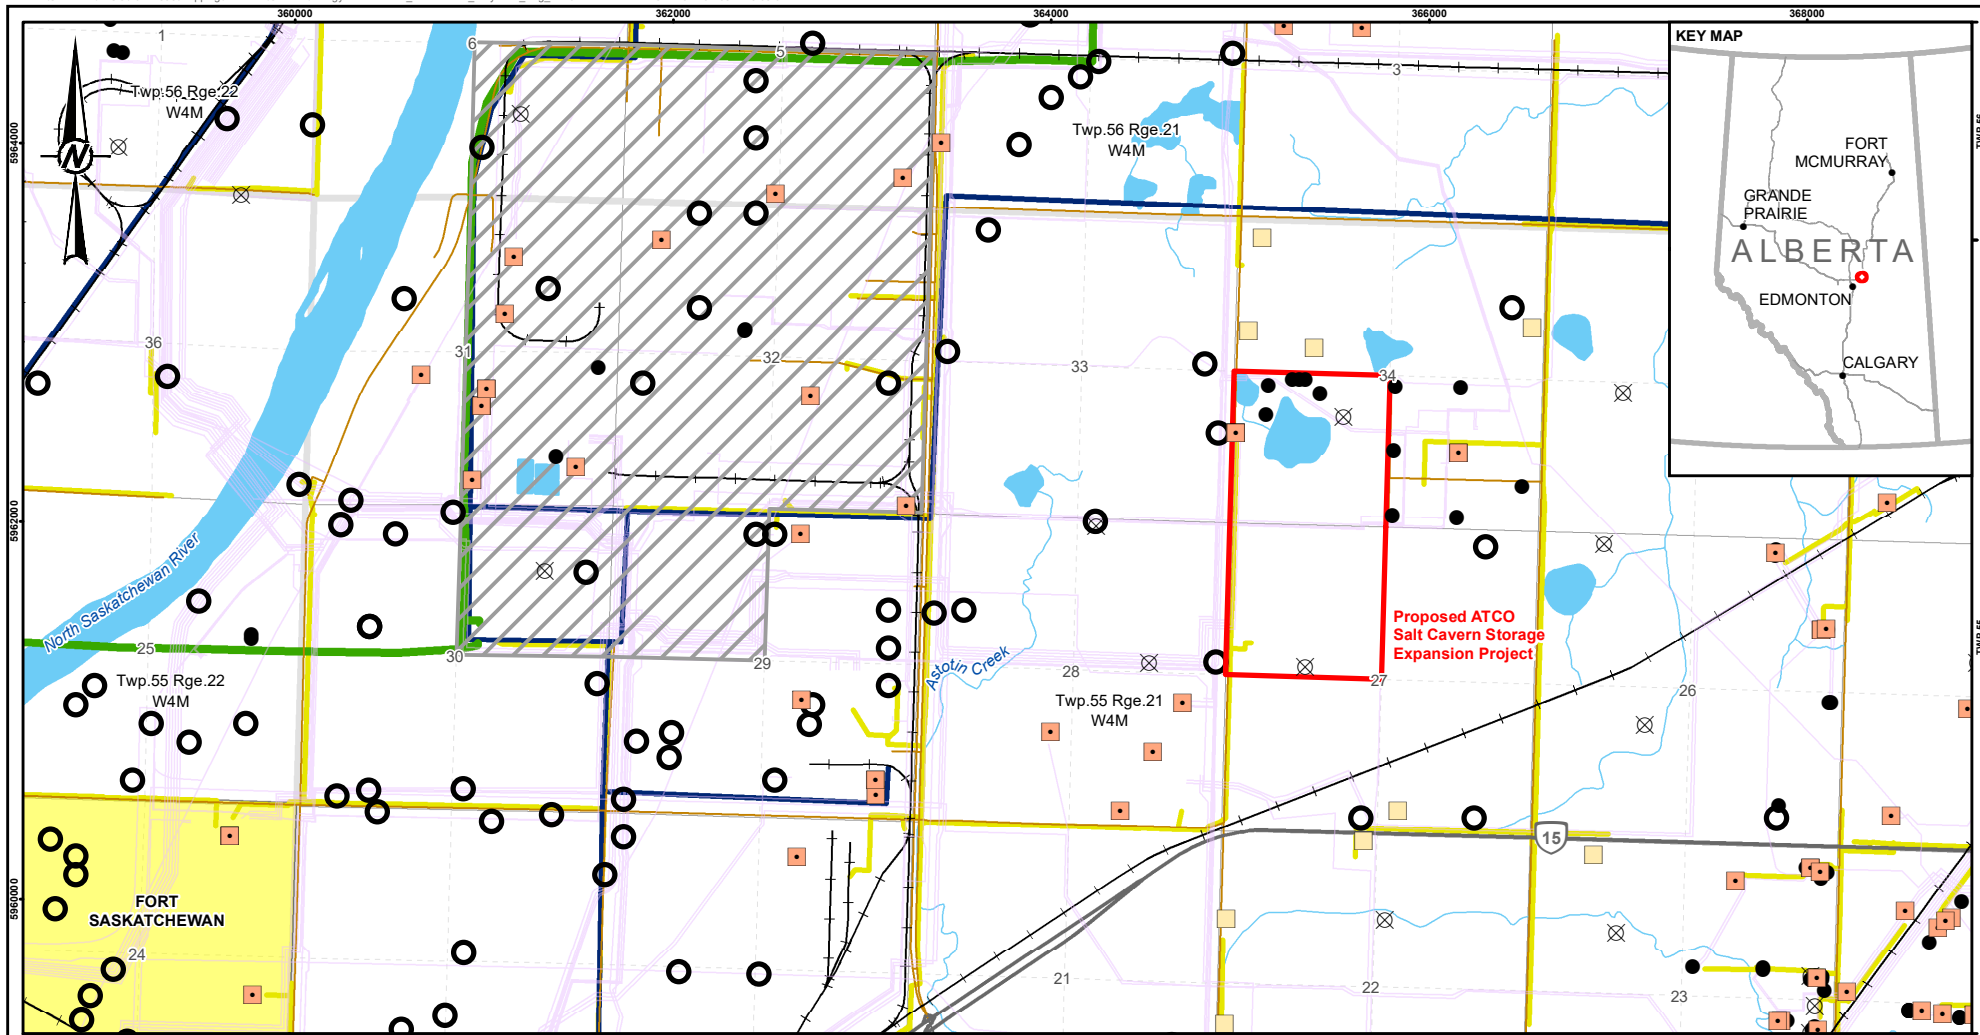 360000
362000
364000
366000
368000
KEY MAP
FORT
MCMURRAY
GRANDE
PRAIRIE
ALBERTA
EDMONTON
CALGARY
1
6
5
3
Twp.56 Rge.22
W4M
Twp.56 Rge.21
W4M
N
5964000
36
31
32
33
34
5962000
North Saskatchewan River
Proposed ATCO
Salt Cavern Storage
Expansion Project
25
30
29
Astotin Creek
28
27
26
Twp.55 Rge.22
W4M
Twp.55 Rge.21
W4M
15
5960000
FORT
SASKATCHEWAN
24
21
22
23